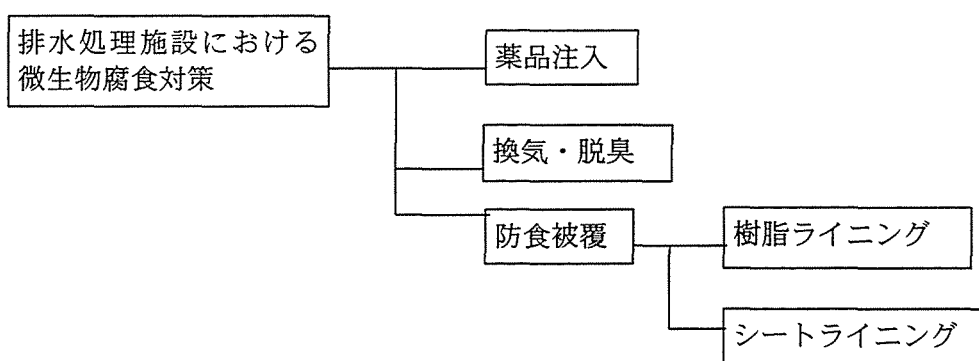 排水処理施設における
微生物腐食対策
薬品注入
換気・脱臭
防食被覆
樹脂ライニング
シートライニング